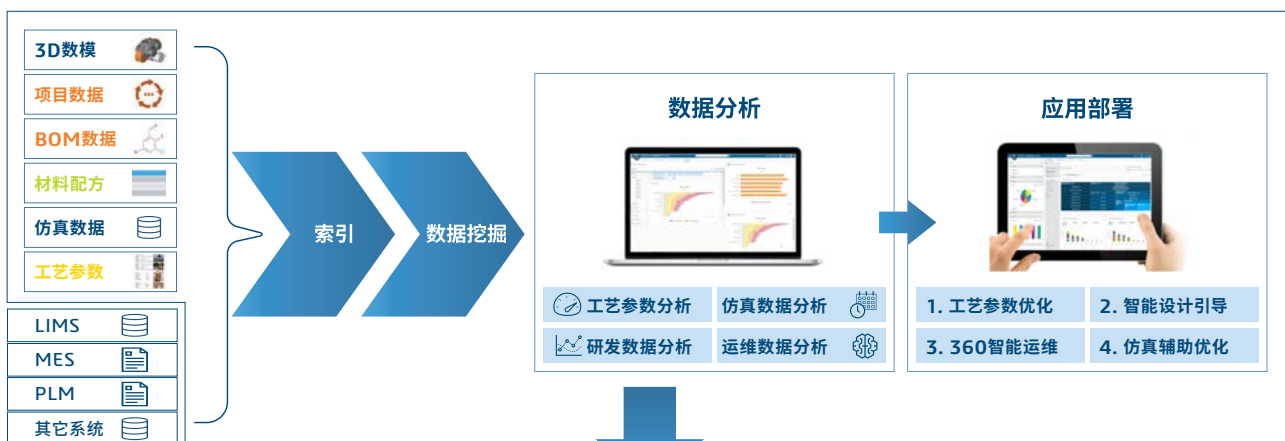 3D数模
项目数据
BOM数据
材料配方
仿真数据
工艺参数
LIMS
MES
PLM
其它系统
索引
数据挖掘
数据分析
工艺参数分析
仿真数据分析
研发数据分析
运维数据分析
应用部署
1. 工艺参数优化
2. 智能设计引导
3. 360智能运维
4. 仿真辅助优化